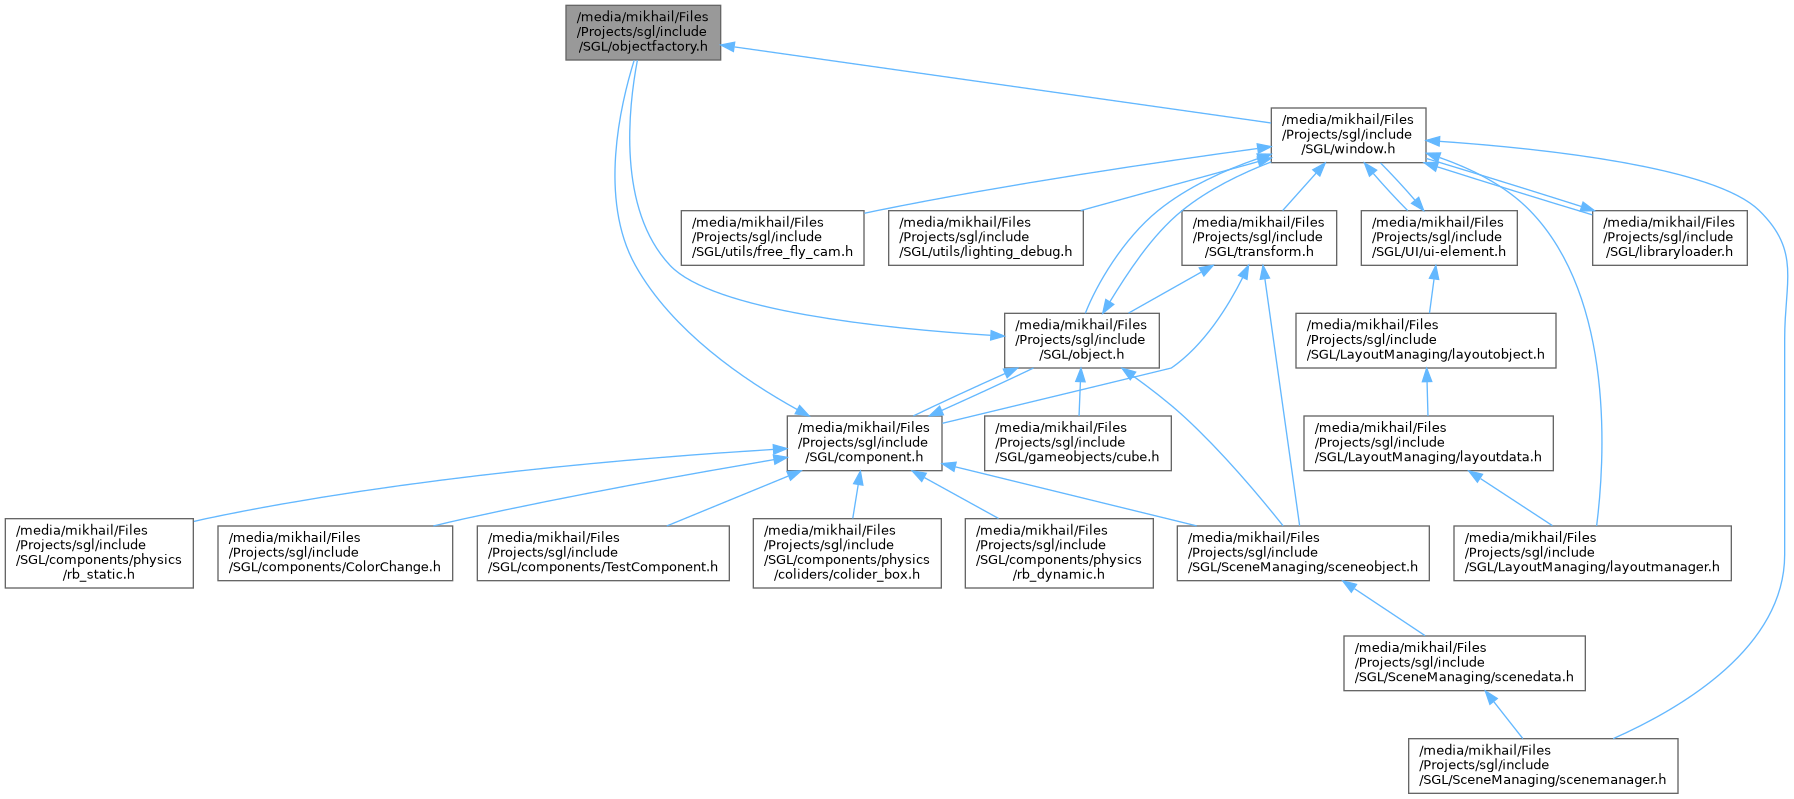 /media/mikhail/Files
/Projects/sgl/include
/SGL/objectfactory.h
/media/mikhail/Files
/Projects/sgl/include
/SGL/window.h
/media/mikhail/Files
/Projects/sgl/include
/SGL/utils/free_fly_cam.h
/media/mikhail/Files
/Projects/sgl/include
/SGL/utils/lighting_debug.h
/media/mikhail/Files
/Projects/sgl/include
/SGL/transform.h
/media/mikhail/Files
/Projects/sgl/include
/SGL/UI/ui-element.h
/media/mikhail/Files
/Projects/sgl/include
/SGL/libraryloader.h
/media/mikhail/Files
/Projects/sgl/include
/SGL/object.h
/media/mikhail/Files
/Projects/sgl/include
/SGL/LayoutManaging/layoutobject.h
/media/mikhail/Files
/Projects/sgl/include
/SGL/component.h
/media/mikhail/Files
/Projects/sgl/include
/SGL/gameobjects/cube.h
/media/mikhail/Files
/Projects/sgl/include
/SGL/LayoutManaging/layoutdata.h
/media/mikhail/Files
/Projects/sgl/include
/SGL/components/physics
/rb_static.h
/media/mikhail/Files
/Projects/sgl/include
/SGL/components/ColorChange.h
/media/mikhail/Files
/Projects/sgl/include
/SGL/components/TestComponent.h
/media/mikhail/Files
/Projects/sgl/include
/SGL/components/physics
/coliders/colider_box.h
/media/mikhail/Files
/Projects/sgl/include
/SGL/components/physics
/rb_dynamic.h
/media/mikhail/Files
/Projects/sgl/include
/SGL/SceneManaging/sceneobject.h
/media/mikhail/Files
/Projects/sgl/include
/SGL/LayoutManaging/layoutmanager.h
/media/mikhail/Files
/Projects/sgl/include
/SGL/SceneManaging/scenedata.h
/media/mikhail/Files
/Projects/sgl/include
/SGL/SceneManaging/scenemanager.h